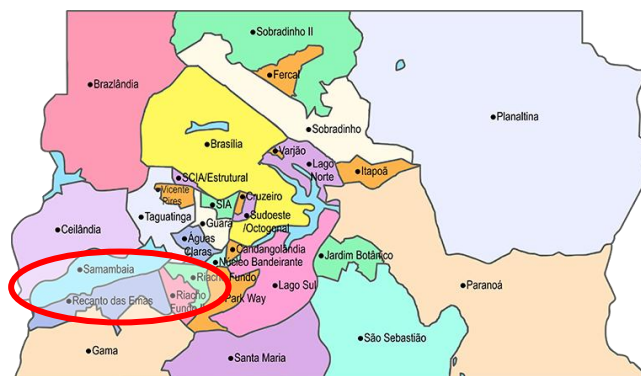 Sobradinho II
Fercal
Brazlândia
Planaltina
Sobradinho
Brasília
Varjão
Lago
Norte
Itapoã
SCIA/Estrutural
Vicente
Pires
SIA
Cruzeiro
Taguatinga
Sudoeste
/Octogonal
Guará
Ceilândia
Águas
Claras
Candangolândia
Núcleo Bandeirante
Jardim Botânico
Samambaia
Riacho Fundo
Lago Sul
Paranoá
Recanto das Emas
Riacho
Fundo II
Park Way
São Sebastião
Gama
Santa Maria